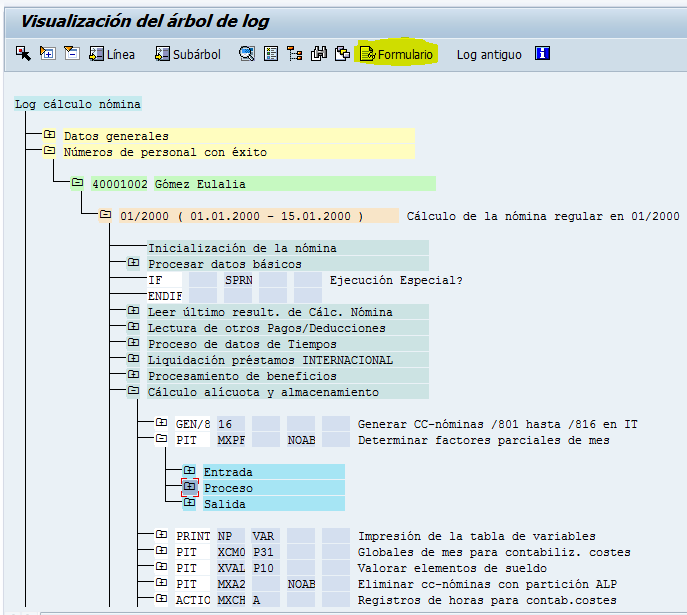 Visualización del árbol de log
Línea Subárbol Formulario Log antiguo
Log cálculo nómina
Datos generales
Números de personal con éxito
40001002 Gómez Eulalia
01/2000 ( 01.01.2000 - 15.01.2000 ) Cálculo de la nómina regular en 01/2000
Inicialización de la nómina
Procesar datos básicos
IF SPRN Ejecución Especial?
ENDIF
Leer último result. de Cálc. Nómina
Lectura de otros Pagos/Deducciones
Proceso de datos de Tiempos
Liquidación préstamos INTERNACIONAL
Procesamiento de beneficios
Cálculo alícuota y almacenamiento
GEN/8 16 Generar CC-nóminas /801 hasta /816 en IT
PIT MXPF NOAB Determinar factores parciales de mes
Entrada
Proceso
Salida
PRINT NP VAR Impresión de la tabla de variables
PIT XCM0 P31 Globales de mes para contabiliz. costes
PIT XVAL P10 Valorar elementos de sueldo
PIT MXA2 NOAB Eliminar cc-nóminas con partición ALP
ACTIO MXCH A Registros de horas para contab.costes